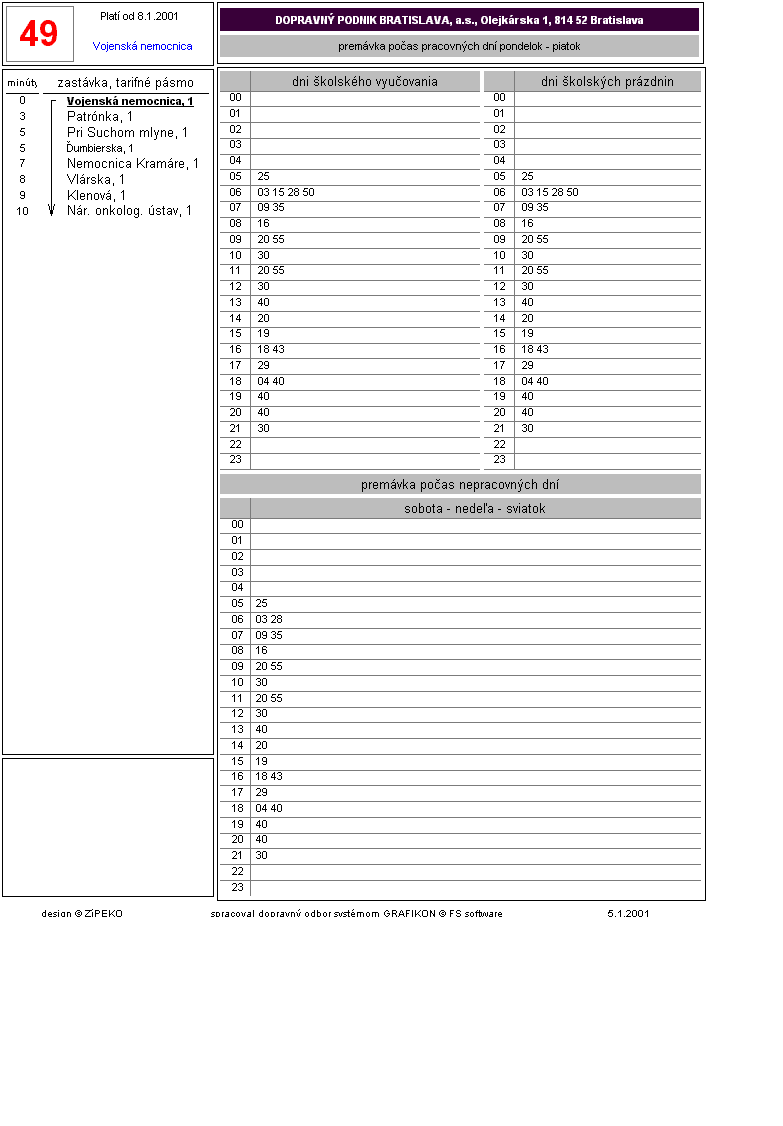 49
Platí od 8.1.2001
Vojenská nemocnica
DOPRAVNÝ PODNIK BRATISLAVA, a.s., Olejkárska 1, 814 52 Bratislava
premávka počas pracovných dní pondelok - piatok
minúty zastávka, tarifné pásmo
0 Vojenská nemocnica, 1
3 Patrónka, 1
5 Pri Suchom mlyne, 1
5 Ďumbierska, 1
7 Nemocnica Kramáre, 1
8 Vlárska, 1
9 Klenová, 1
10 Nár. onkolog. ústav, 1
dni školského vyučovania dni školských prázdnin
00 00
01 01
02 02
03 03
04 04
05 25 05 25
06 03 15 28 50 06 03 15 28 50
07 09 35 07 09 35
08 16 08 16
09 20 55 09 20 55
10 30 10 30
11 20 55 11 20 55
12 30 12 30
13 40 13 40
14 20 14 20
15 19 15 19
16 18 43 16 18 43
17 29 17 29
18 04 40 18 04 40
19 40 19 40
20 40 20 40
21 30 21 30
22 22
23 23
premávka počas nepracovných dní
sobota - nedeľa - sviatok
00
01
02
03
04
05 25
06 03 28
07 09 35
08 16
09 20 55
10 30
11 20 55
12 30
13 40
14 20
15 19
16 18 43
17 29
18 04 40
19 40
20 40
21 30
22
23
design © ZiPEKO spracoval dopravný odbor systémom GRAFIKON © FS software 5.1.2001